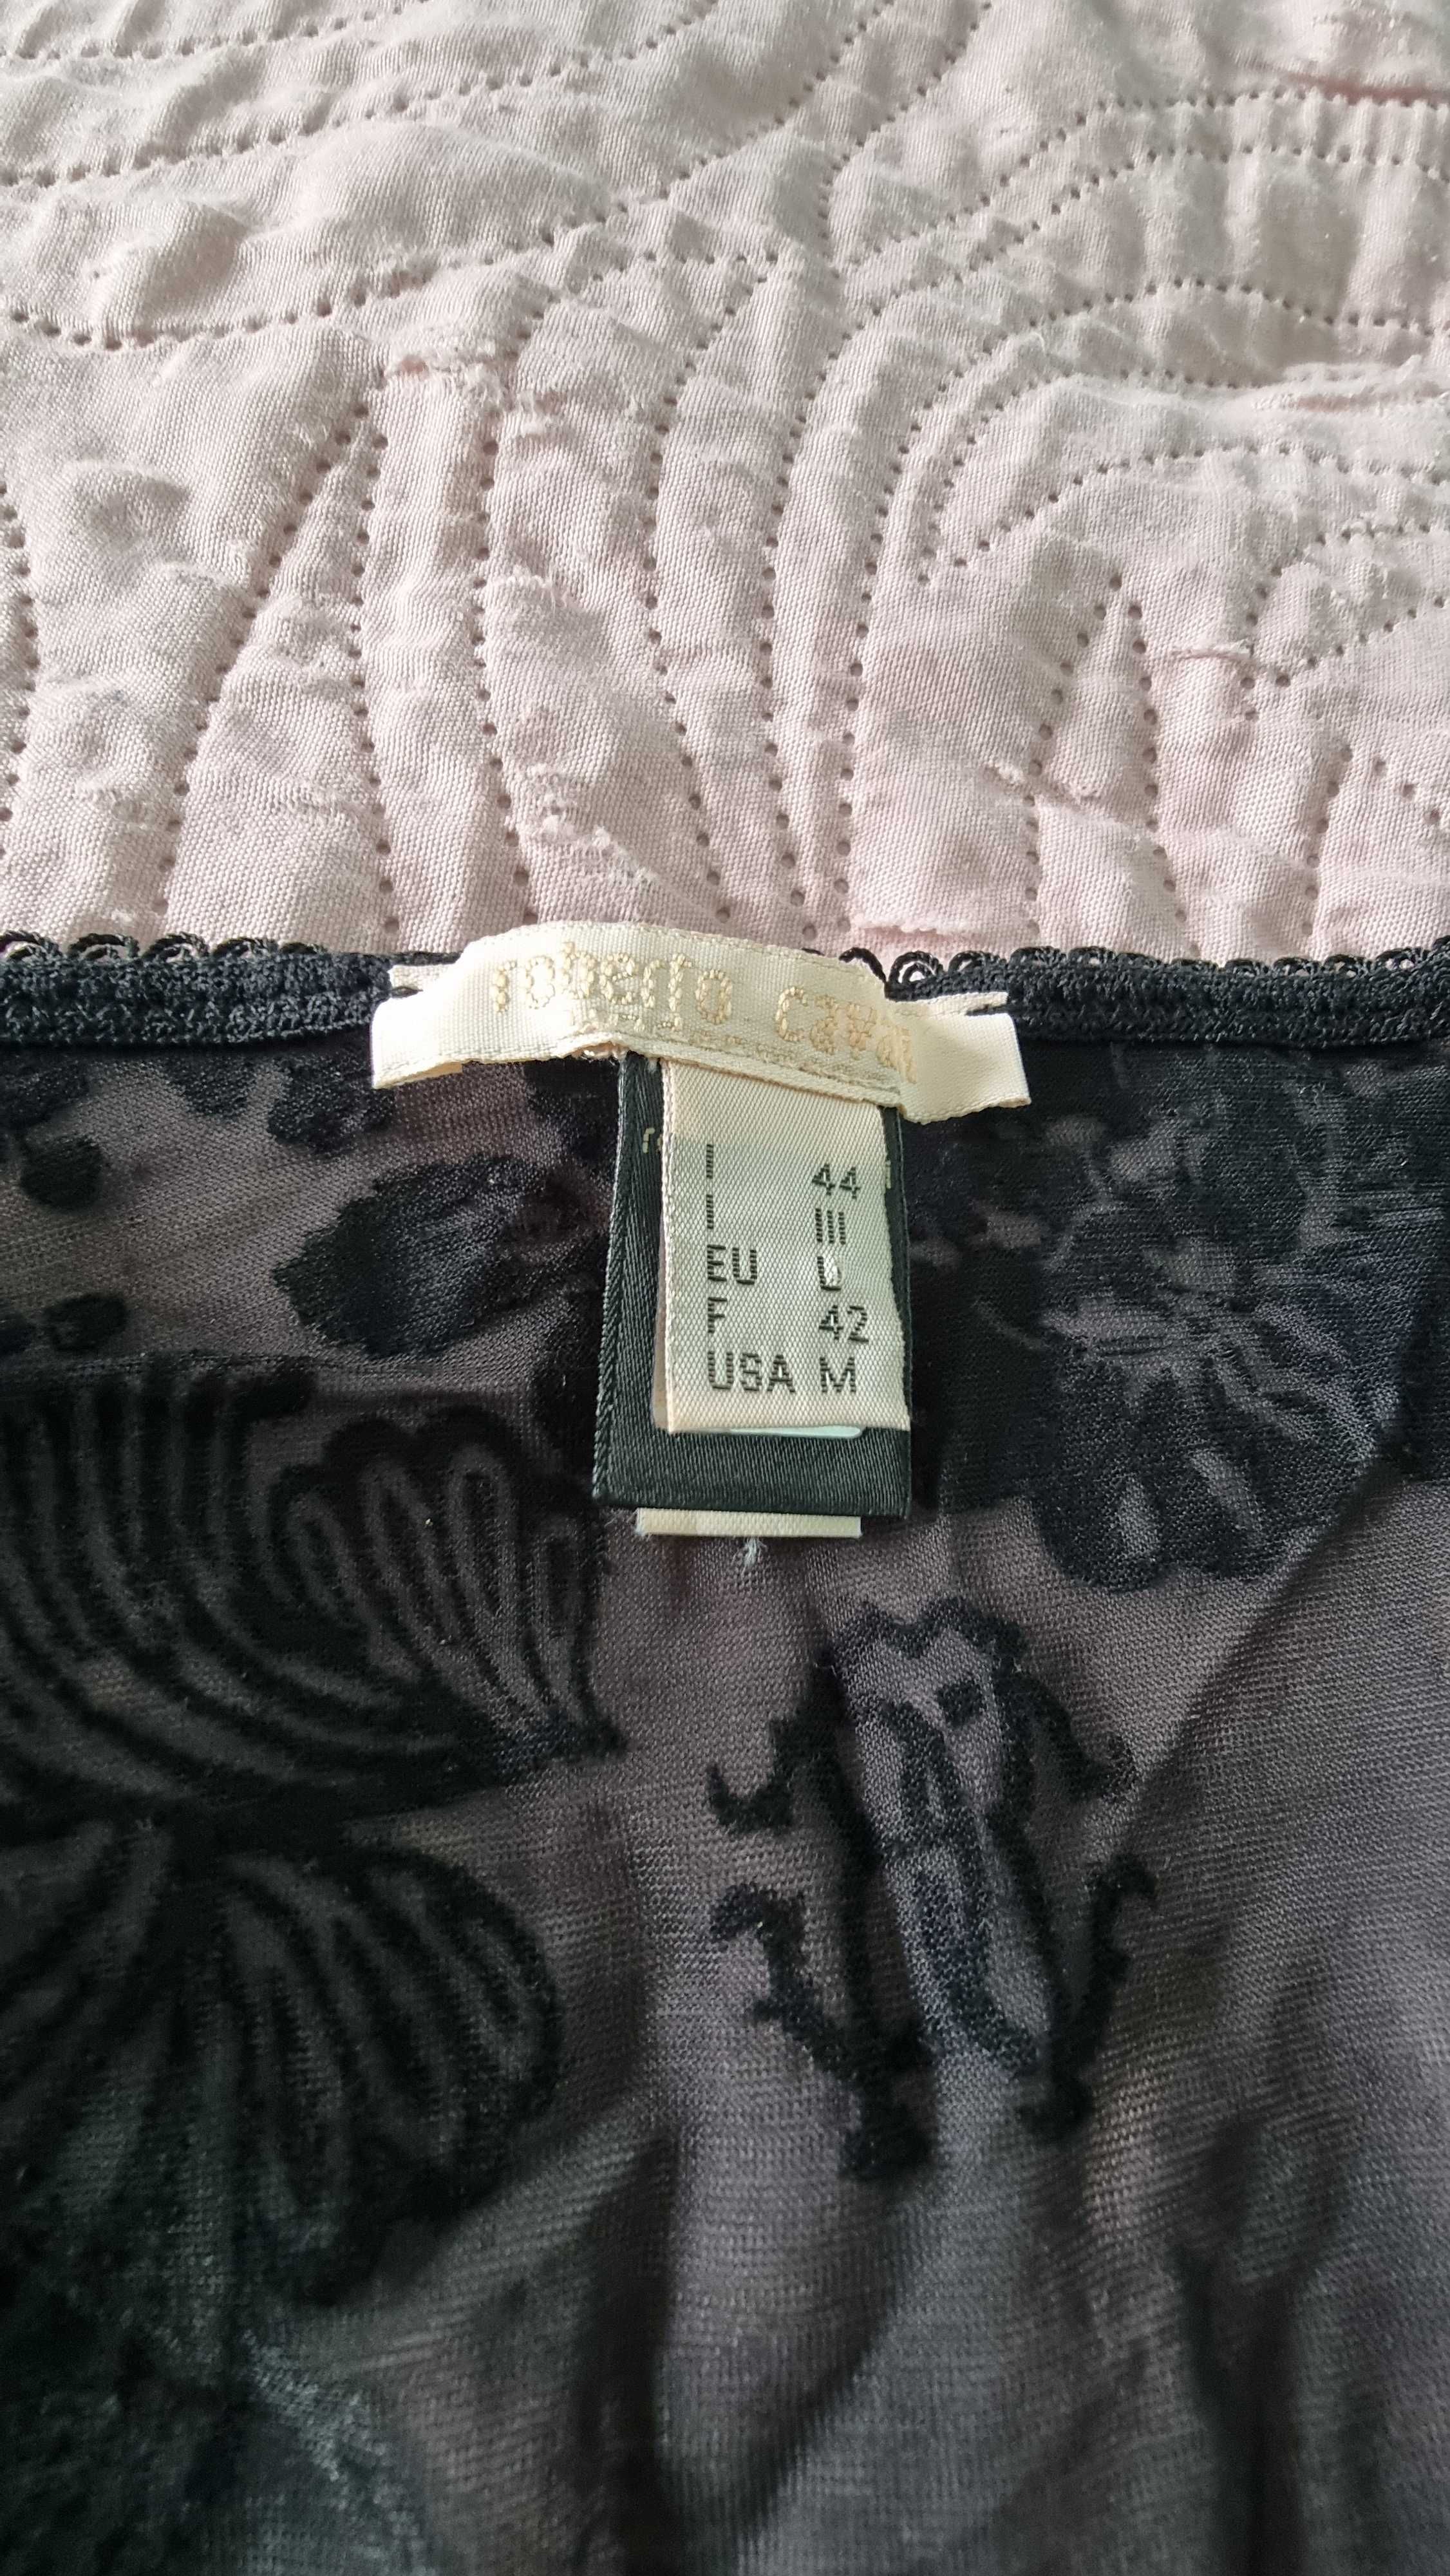 roberto cavalli
I 44
I III
EU L
F 42
USA M